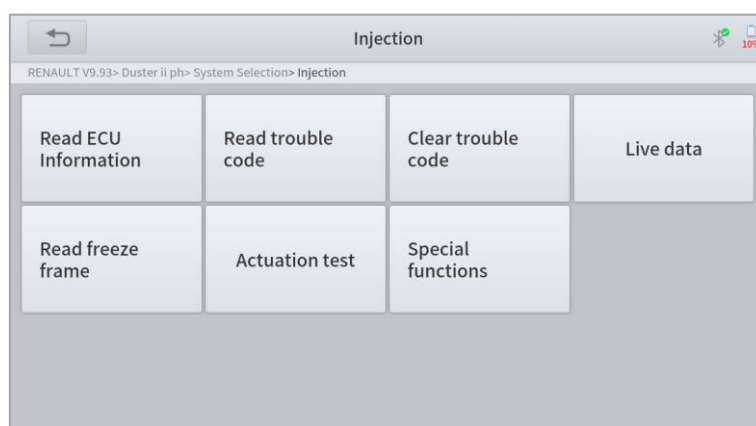 Injection
10%
RENAULT V9.93> Duster ii ph> System Selection> Injection
Read ECU
Information
Read trouble
code
Clear trouble
code
Live data
Read freeze
frame
Actuation test
Special
functions